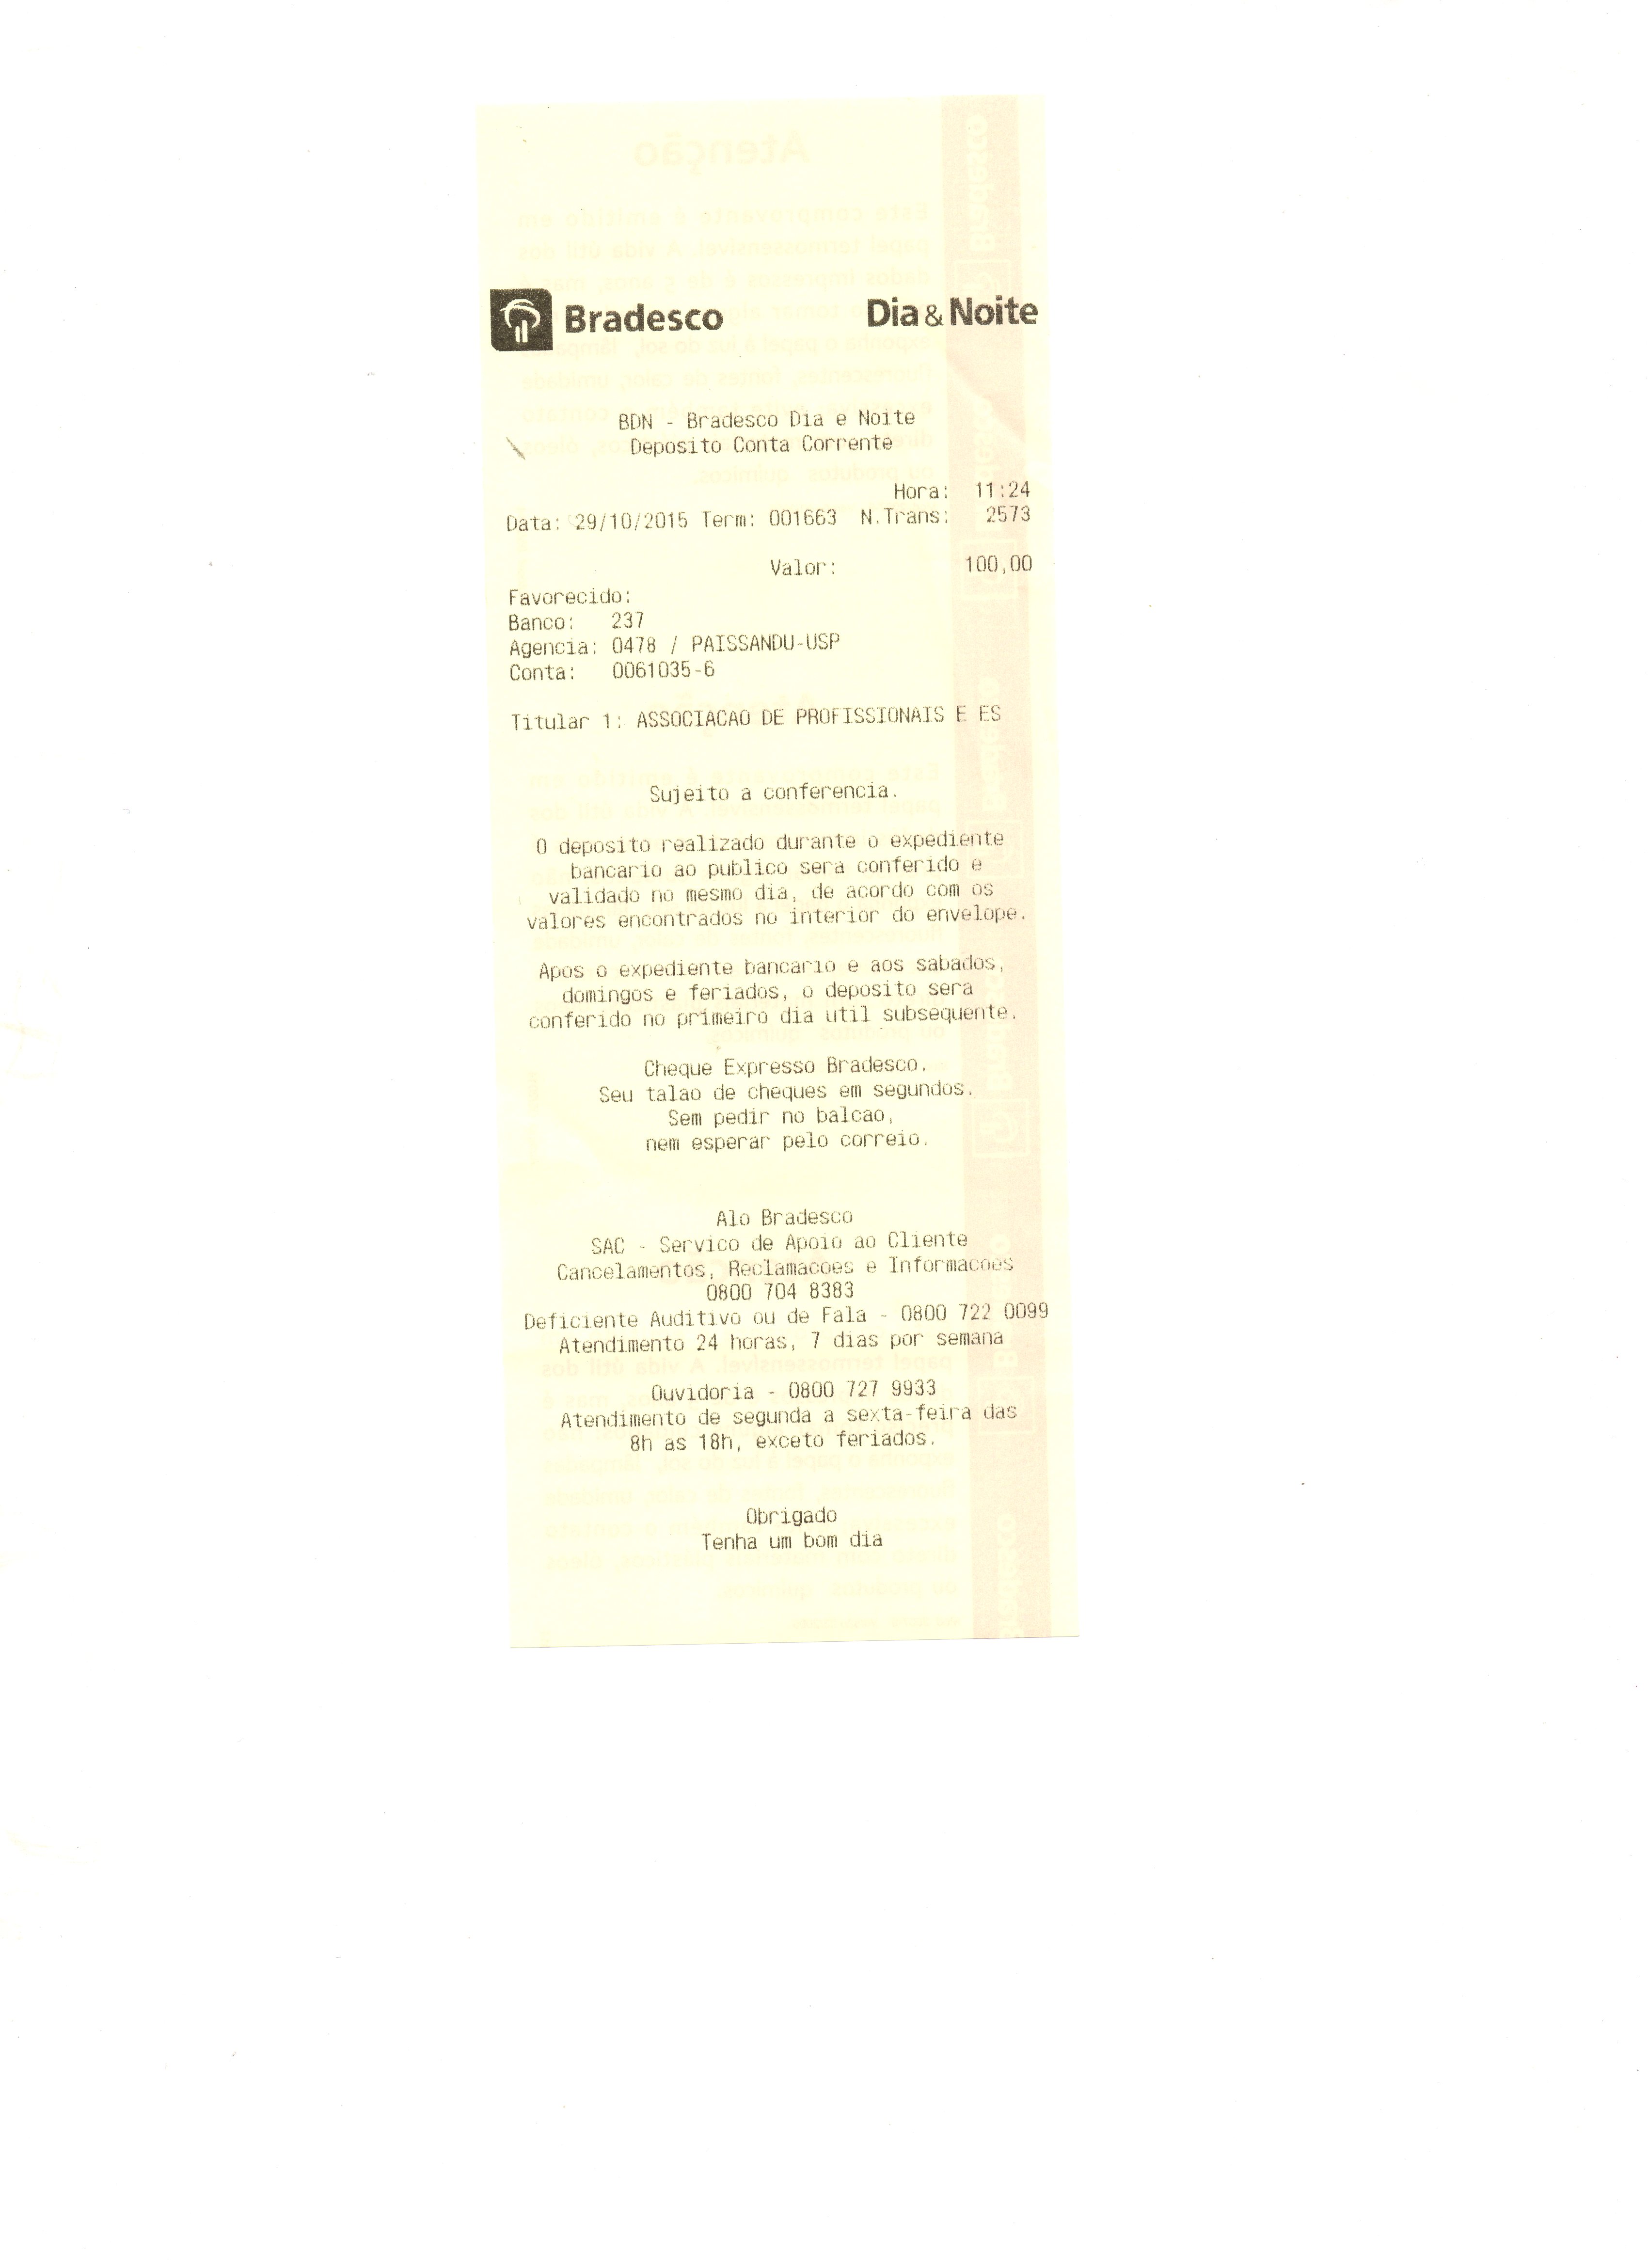 Bradesco Dia & Noite
BDN - Bradesco Dia e Noite
Deposito Conta Corrente
Hora: 11:24
Data: 29/10/2015 Term: 001663 N.Trans: 2573
Valor: 100,00
Favorecido:
Banco: 237
Agencia: 0478 / PAISSANDU-USP
Conta: 0061035-6
Titular 1: ASSOCIACAO DE PROFISSIONAIS E ES
Sujeito a conferencia.
O deposito realizado durante o expediente
bancario ao publico sera conferido e
validado no mesmo dia, de acordo com os
valores encontrados no interior do envelope.
Apos o expediente bancario e aos sabados,
domingos e feriados, o deposito sera
conferido no primeiro dia util subsequente.
Cheque Expresso Bradesco.
Seu talao de cheques em segundos.
Sem pedir no balcao,
nem esperar pelo correio.
Alo Bradesco
SAC - Servico de Apoio ao Cliente
Cancelamentos, Reclamacoes e Informacoes
0800 704 8383
Deficiente Auditivo ou de Fala - 0800 722 0099
Atendimento 24 horas, 7 dias por semana
Ouvidoria - 0800 727 9933
Atendimento de segunda a sexta-feira das
8h as 18h, exceto feriados.
Obrigado
Tenha um bom dia